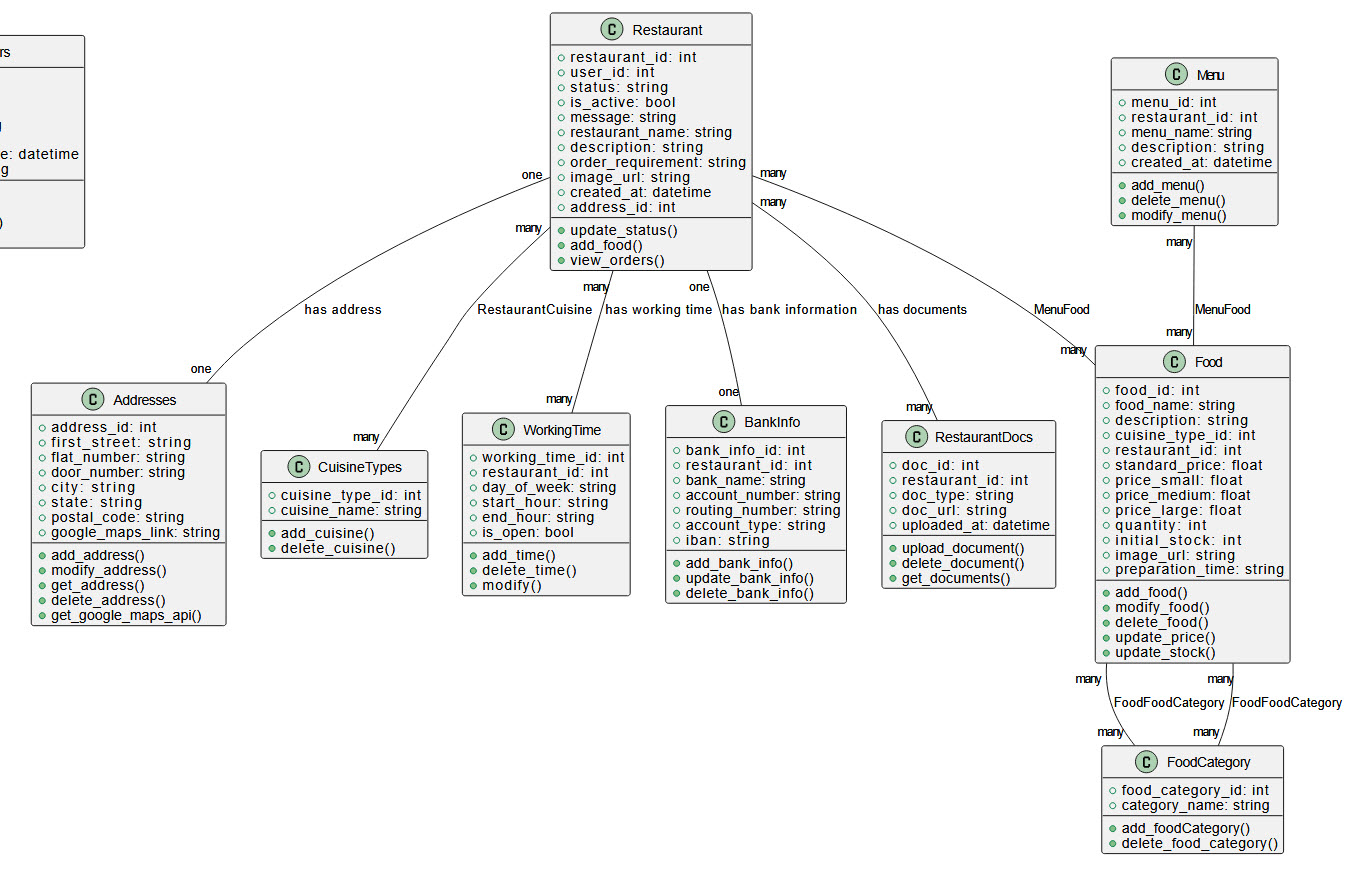 rs
e: datetime
g
)
C Restaurant
restaurant_id: int
user_id: int
status: string
is_active: bool
message: string
restaurant_name: string
description: string
order_requirement: string
image_url: string
created_at: datetime
address_id: int
update_status()
add_food()
view_orders()
C Menu
menu_id: int
restaurant_id: int
menu_name: string
description: string
created_at: datetime
add_menu()
delete_menu()
modify_menu()
one
many
many
one
many
many
many
has address
RestaurantCuisine
has working time
has bank information
has documents
MenuFood
MenuFood
one
many
many
one
many
many
many
C Addresses
address_id: int
first_street: string
flat_number: string
door_number: string
city: string
state: string
postal_code: string
google_maps_link: string
add_address()
modify_address()
get_address()
delete_address()
get_google_maps_api()
C CuisineTypes
cuisine_type_id: int
cuisine_name: string
add_cuisine()
delete_cuisine()
C WorkingTime
working_time_id: int
restaurant_id: int
day_of_week: string
start_hour: string
end_hour: string
is_open: bool
add_time()
delete_time()
modify()
C BankInfo
bank_info_id: int
restaurant_id: int
bank_name: string
account_number: string
routing_number: string
account_type: string
iban: string
add_bank_info()
update_bank_info()
delete_bank_info()
C RestaurantDocs
doc_id: int
restaurant_id: int
doc_type: string
doc_url: string
uploaded_at: datetime
upload_document()
delete_document()
get_documents()
C Food
food_id: int
food_name: string
description: string
cuisine_type_id: int
restaurant_id: int
standard_price: float
price_small: float
price_medium: float
price_large: float
quantity: int
initial_stock: int
image_url: string
preparation_time: string
add_food()
modify_food()
delete_food()
update_price()
update_stock()
many
many
FoodFoodCategory
FoodFoodCategory
many
many
C FoodCategory
food_category_id: int
category_name: string
add_foodCategory()
delete_food_category()